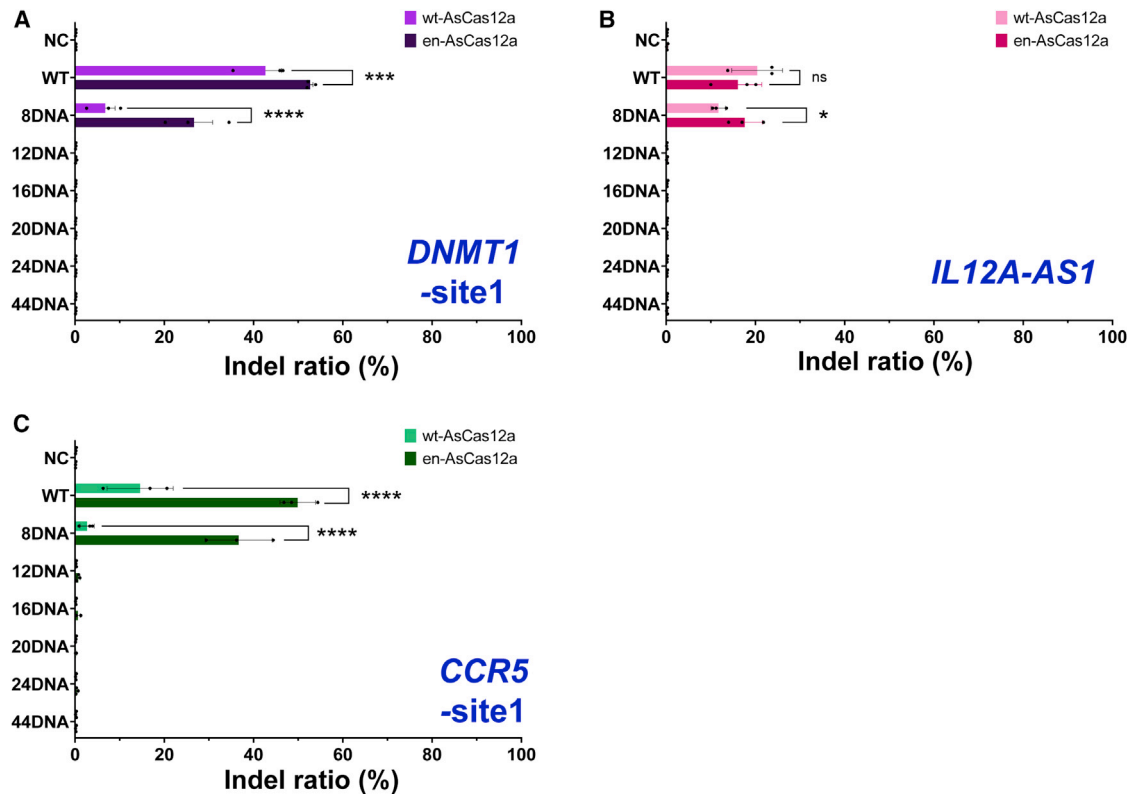 A
wt-AsCas12a
en-AsCas12a
NC
WT
8DNA
12DNA
16DNA
20DNA
24DNA
44DNA
***
****
DNMT1
-site1
0 20 40 60 80 100
Indel ratio (%)
B
wt-AsCas12a
en-AsCas12a
NC
WT
8DNA
12DNA
16DNA
20DNA
24DNA
44DNA
ns
*
IL12A-AS1
0 20 40 60 80 100
Indel ratio (%)
C
wt-AsCas12a
en-AsCas12a
NC
WT
8DNA
12DNA
16DNA
20DNA
24DNA
44DNA
****
****
CCR5
-site1
0 20 40 60 80 100
Indel ratio (%)